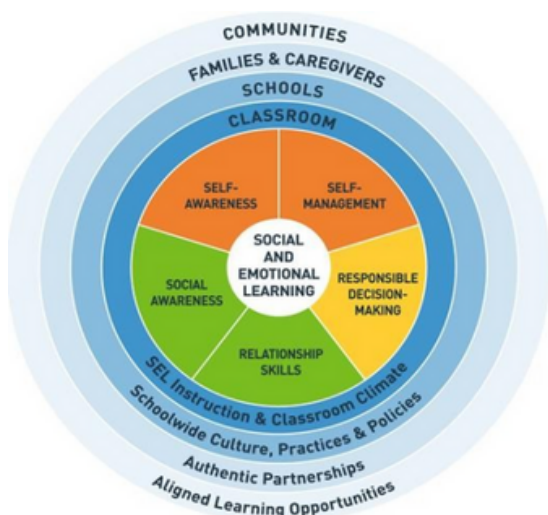 COMMUNITIES
FAMILIES & CAREGIVERS
SCHOOLS
CLASSROOM
SELF-
AWARENESS
SELF-
MANAGEMENT
SOCIAL
AND
EMOTIONAL
LEARNING
SOCIAL
AWARENESS
RESPONSIBLE
DECISION-
MAKING
RELATIONSHIP
SKILLS
SEL Instruction & Classroom Climate
Schoolwide Culture, Practices & Policies
Authentic Partnerships
Aligned Learning Opportunities